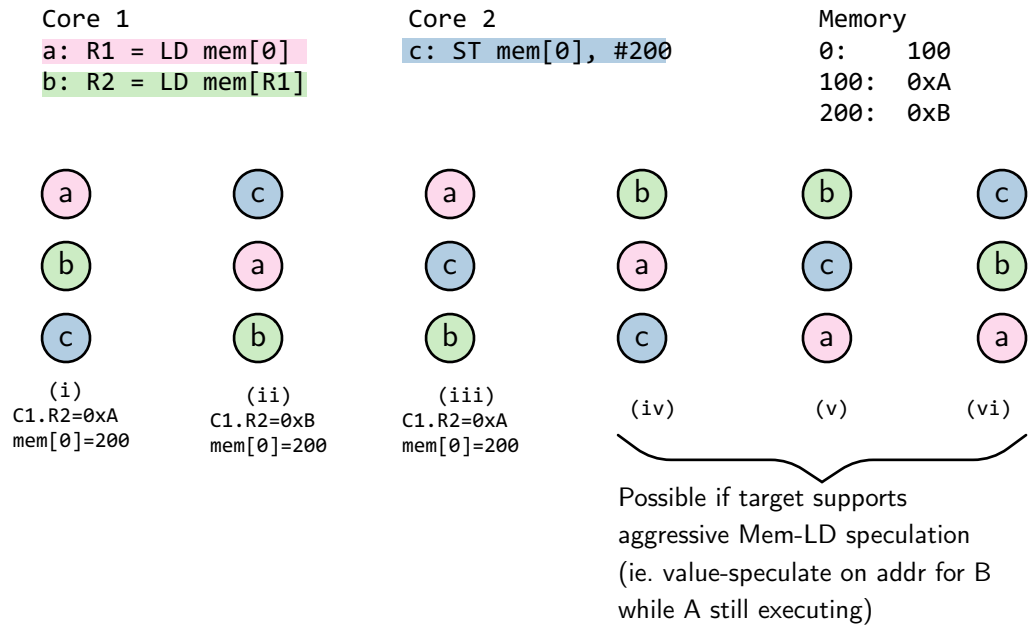 Core 1
a: R1 = LD mem[0]
b: R2 = LD mem[R1]
Core 2
c: ST mem[0], #200
Memory
0: 100
100: 0xA
200: 0xB
a c a b b c
b a c a c b
c b b c a a
(i)
C1.R2=0xA
mem[0]=200
(ii)
C1.R2=0xB
mem[0]=200
(iii)
C1.R2=0xA
mem[0]=200
(iv)
(v)
(vi)
Possible if target supports
aggressive Mem-LD speculation
(ie. value-speculate on addr for B
while A still executing)